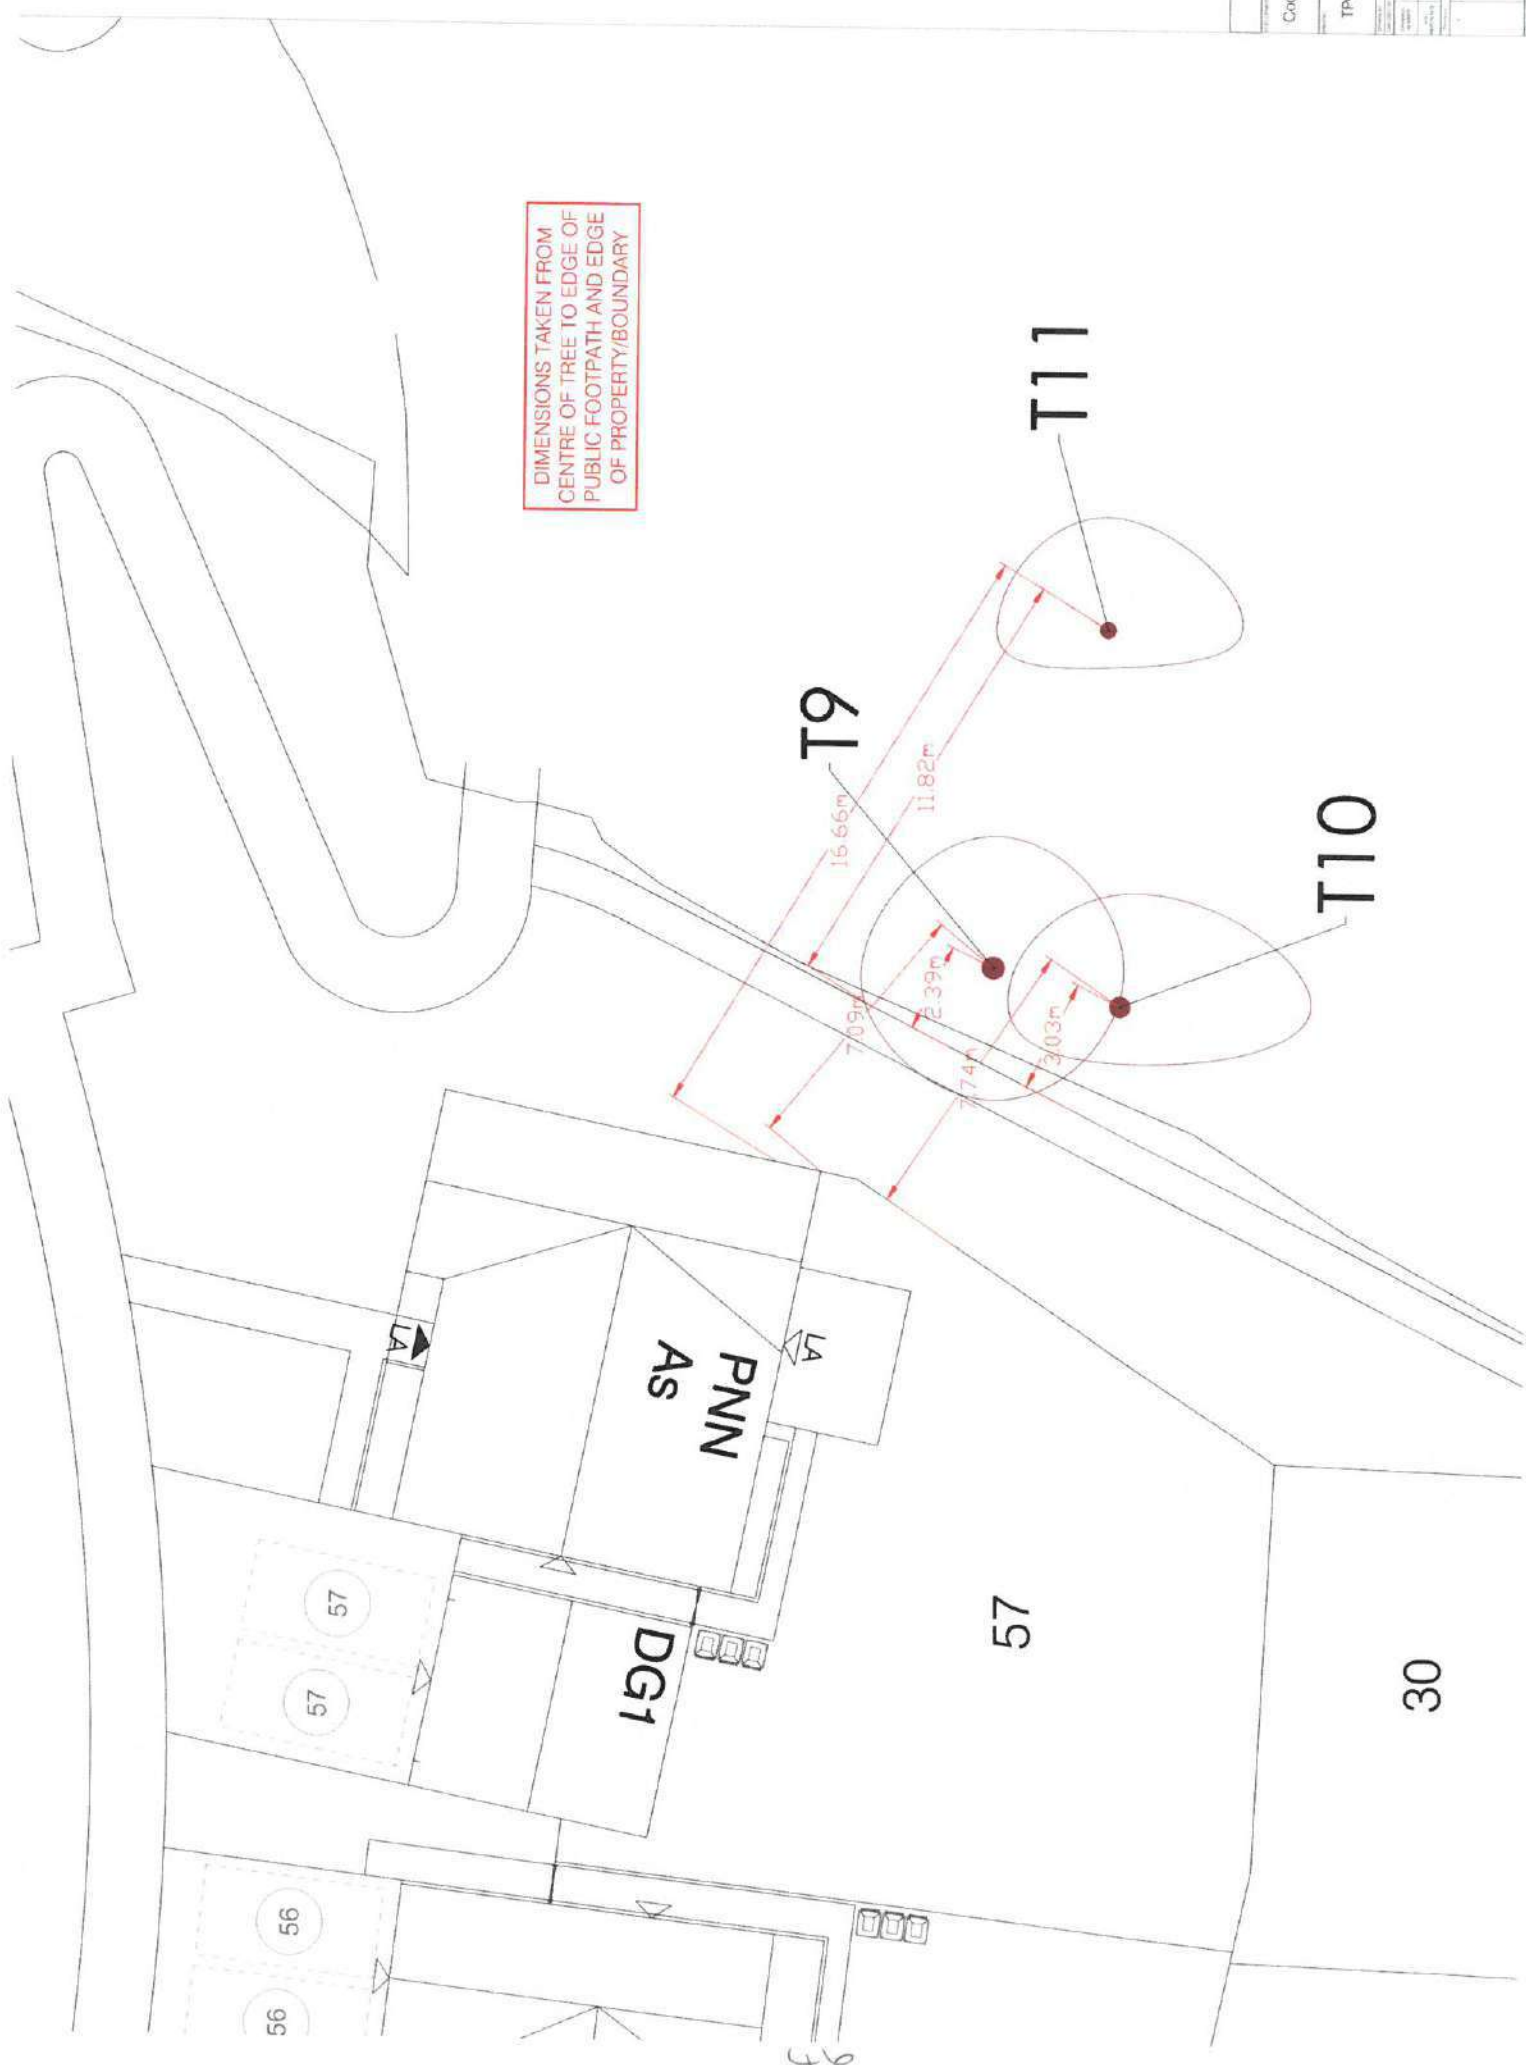 DIMENSIONS TAKEN FROM
CENTRE OF TREE TO EDGE OF
PUBLIC FOOTPATH AND EDGE
OF PROPERTY/BOUNDARY
T11
T9
T10
16.66m
11.82m
7.09m
2.39m
7.74m
3.03m
LA
LA
PNN
As
DG1
57
57
57
30
56
56